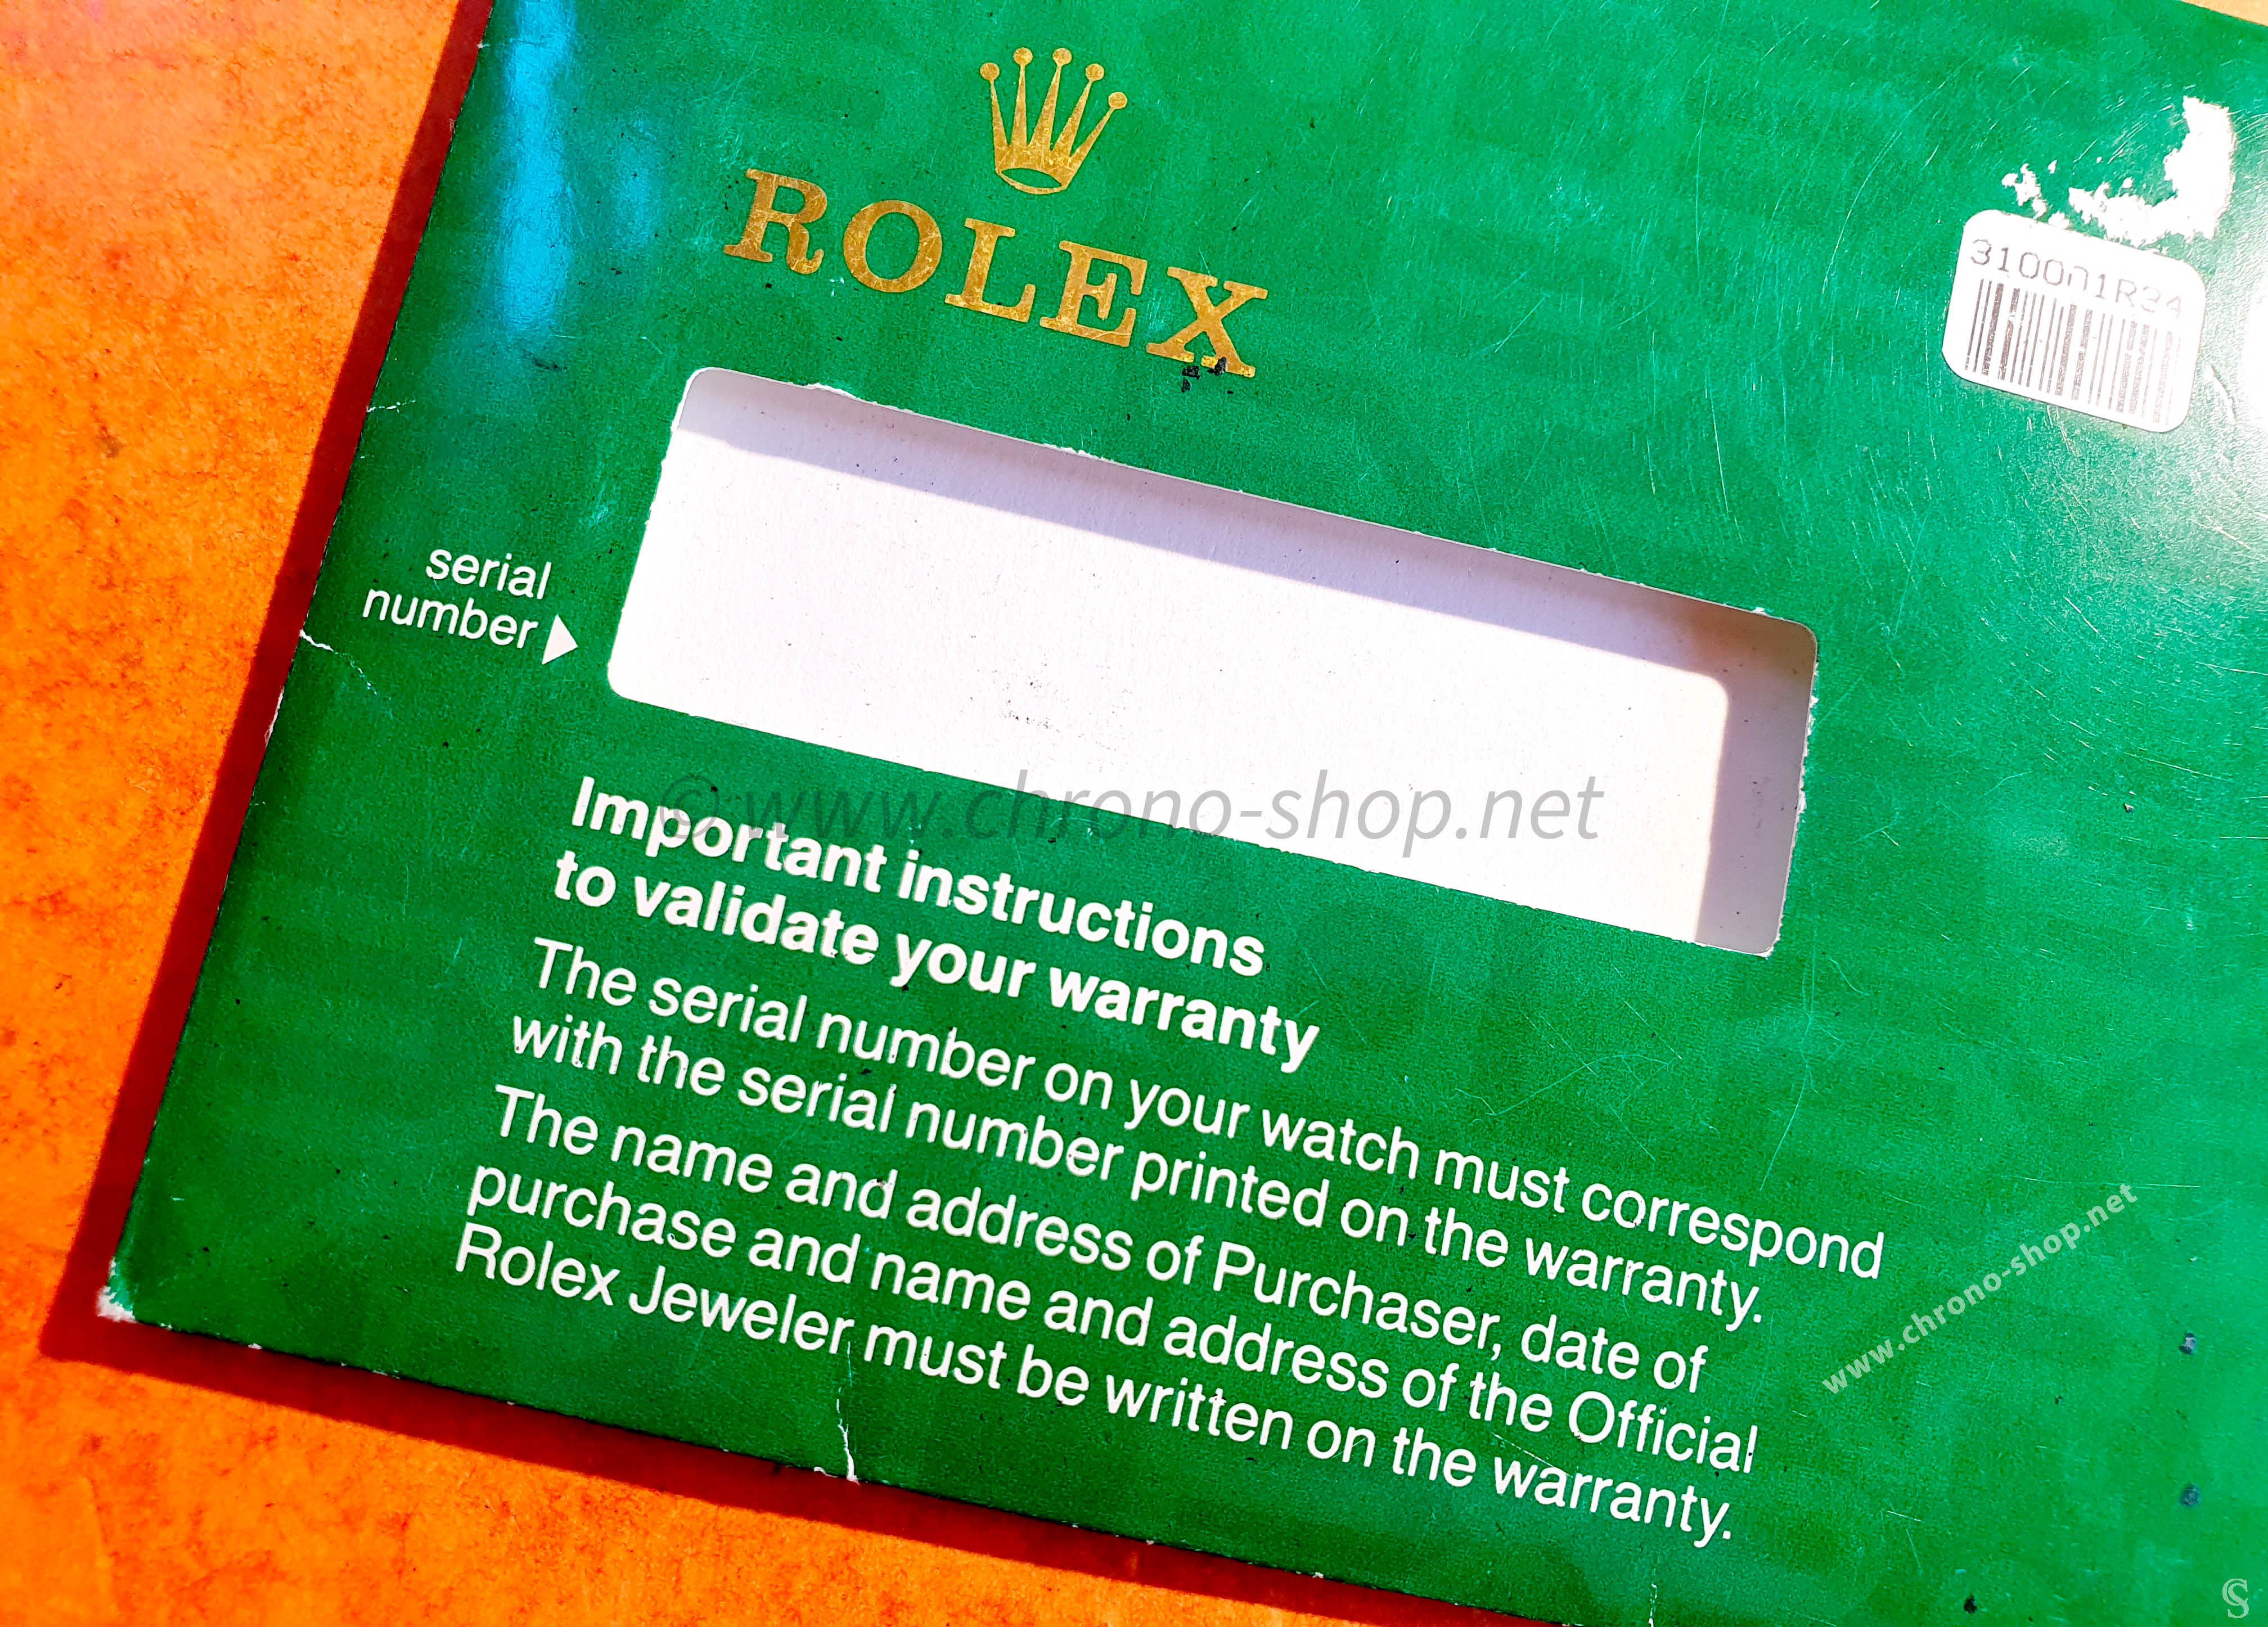 ROLEX
310001R34
serial
number
© www.chrono-shop.net
Important instructions
to validate your warranty
The serial number on your watch must correspond
with the serial number printed on the warranty.
The name and address of Purchaser, date of
purchase and name and address of the Official
Rolex Jeweler must be written on the warranty.
www.chrono-shop.net